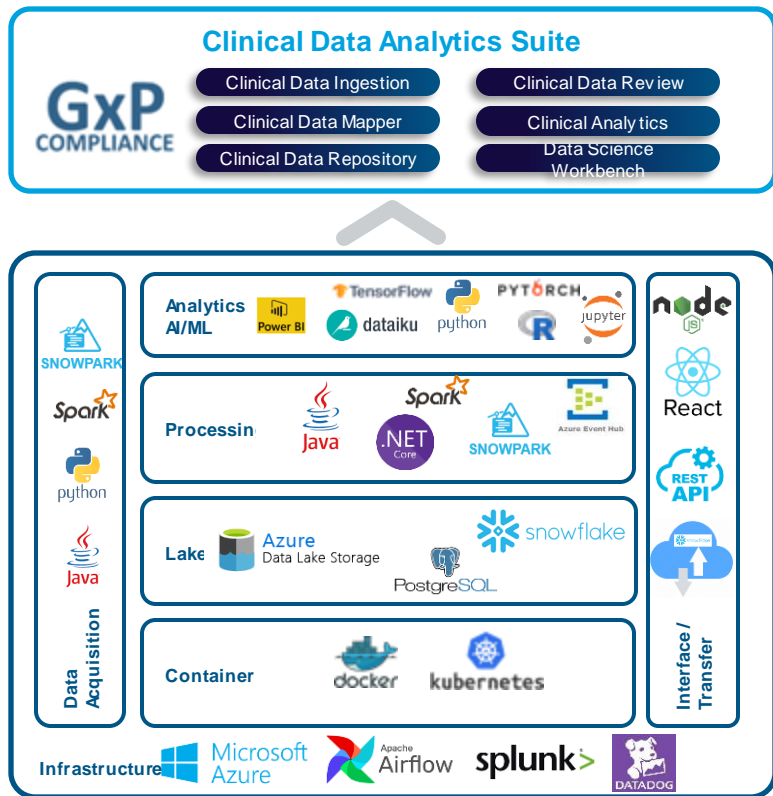 Clinical Data Analytics Suite
GxP
COMPLIANCE
Clinical Data Ingestion
Clinical Data Mapper
Clinical Data Repository
Clinical Data Review
Clinical Analytics
Data Science
Workbench
SNOWPARK
Spark
python
Java
Data
Acquisition
Analytics
AI/ML
Power BI
TensorFlow
dataiku
python
PYTORCH
R
jupyter
Processin
Java
Spark
.NET
Core
SNOWPARK
Azure Event Hub
Lake
Azure
Data Lake Storage
PostgreSQL
snowflake
Container
docker
kubernetes
node
JS
React
REST
API
snowflake
Interface /
Transfer
Infrastructure
Microsoft
Azure
Apache
Airflow
splunk>
DATADOG